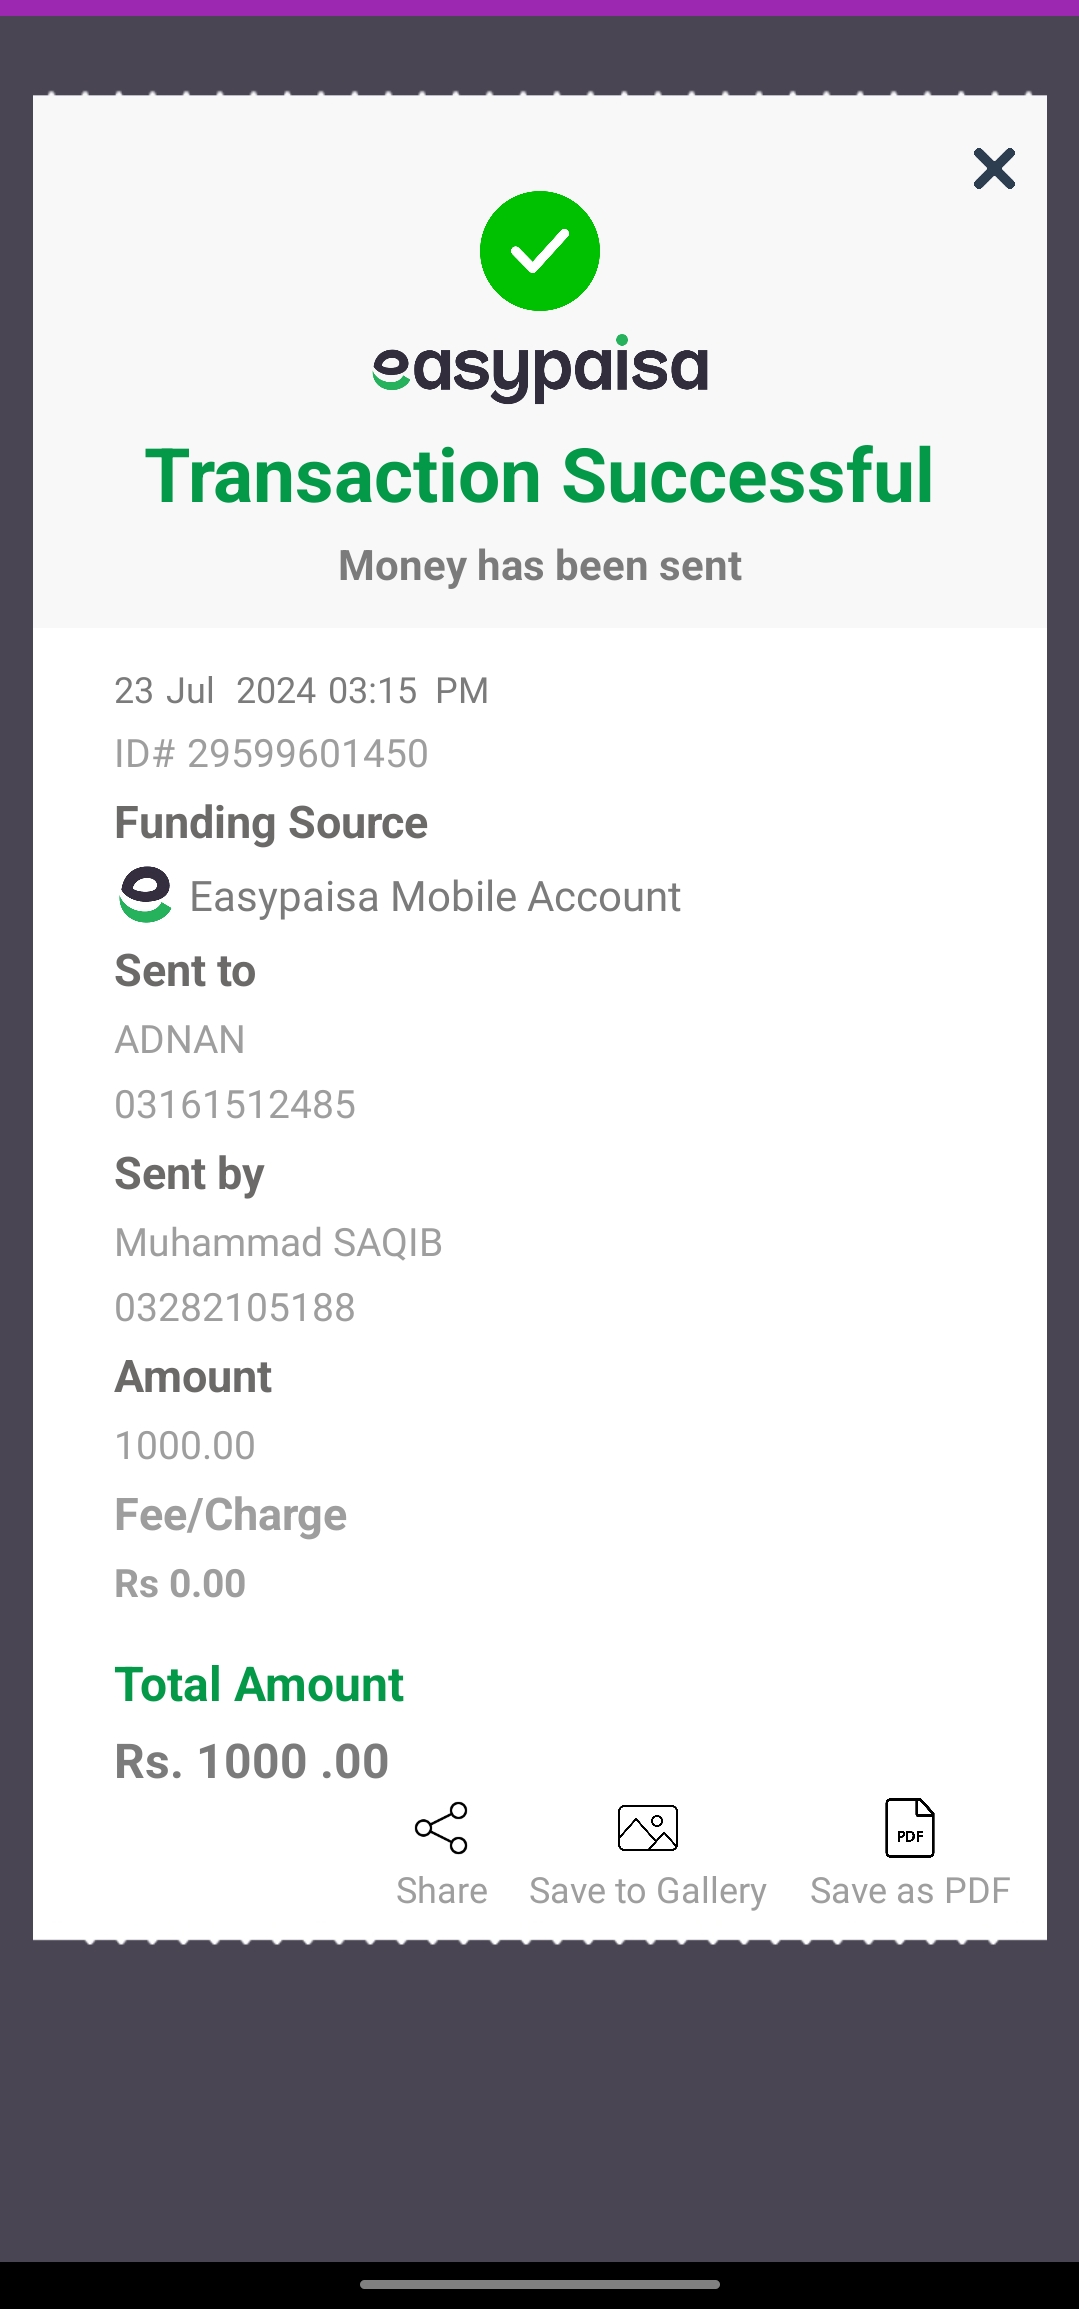 easypaisa
Transaction Successful
Money has been sent
23 Jul 2024 03:15 PM
ID# 29599601450
Funding Source
Easypaisa Mobile Account
Sent to
ADNAN
03161512485
Sent by
Muhammad SAQIB
03282105188
Amount
1000.00
Fee/Charge
Rs 0.00
Total Amount
Rs. 1000 .00
PDF
Share Save to Gallery Save as PDF